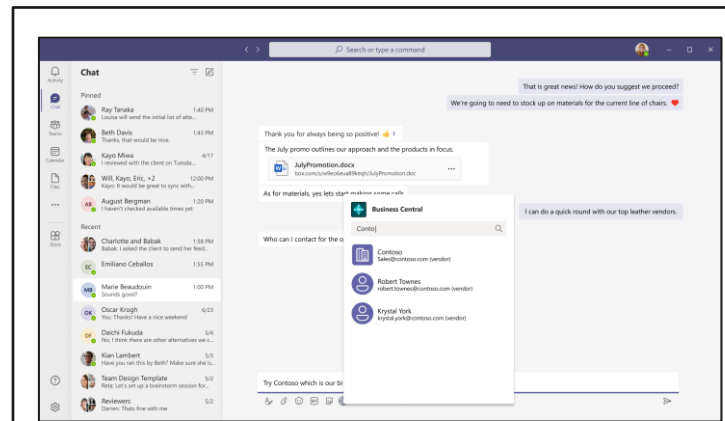 Search or type a command
Activity
Chat
Teams
Calendar
Files
Store
Chat
Pinned
Ray Tanaka 1:40 PM
Louisa will send the initial list of atte...
Beth Davis 1:43 PM
Thanks, that would be nice.
Kayo Miwa 4/17
I reviewed with the client on Tuesda...
Will, Kayo, Eric, +2 12:00 PM
Kayo: It would be great to sync with...
AB
August Bergman 1:20 PM
I haven't checked available times yet
Recent
Charlotte and Babak 1:58 PM
Babak: I asked the client to send her feed..
EC
Emiliano Ceballos 1:55 PM
MB
Marie Beaudouin 1:00 PM
Sounds good?
OK
Oscar Krogh 6/23
You: Thanks! Have a nice weekend
DF
Daichi Fukuda 5/4
No, I think there are other alternatives we c...
Kian Lambert 5/3
Have you ran this by Beth? Make sure she is..
Team Design Template 5/2
Reta: Let's set up a brainstorm session for...
Reviewers 5/2
Darren: Thats fine with me
That is great news! How do you suggest we proceed?
We're going to need to stock up on materials for the current line of chairs.
Thank you for always being so positive! 1
The July promo outlines our approach and the products in focus.
JulyPromotion.docx
As for materials, yes lets start making some calls
I can do a quick round with our top leather vendors.
Who can I contact for the o
Business Central
Conto
Contoso
Sales@contoso.com (vendor)
Robert Townes
robert.townes@contoso.com (vendor)
Krystal York
krystal.york@contoso.com (vendor)
Try Contoso which is our bi